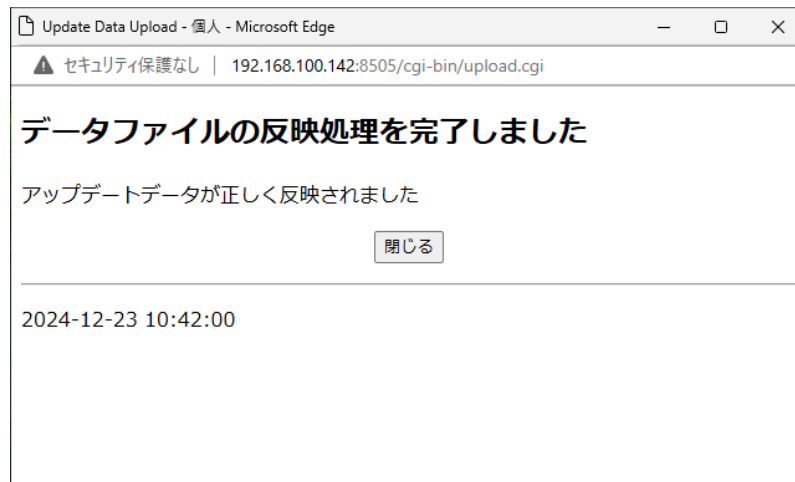 Update Data Upload - 個人 - Microsoft Edge
セキュリティ保護なし | 192.168.100.142:8505/cgi-bin/upload.cgi
データファイルの反映処理を完了しました
アップデートデータが正しく反映されました
閉じる
2024-12-23 10:42:00